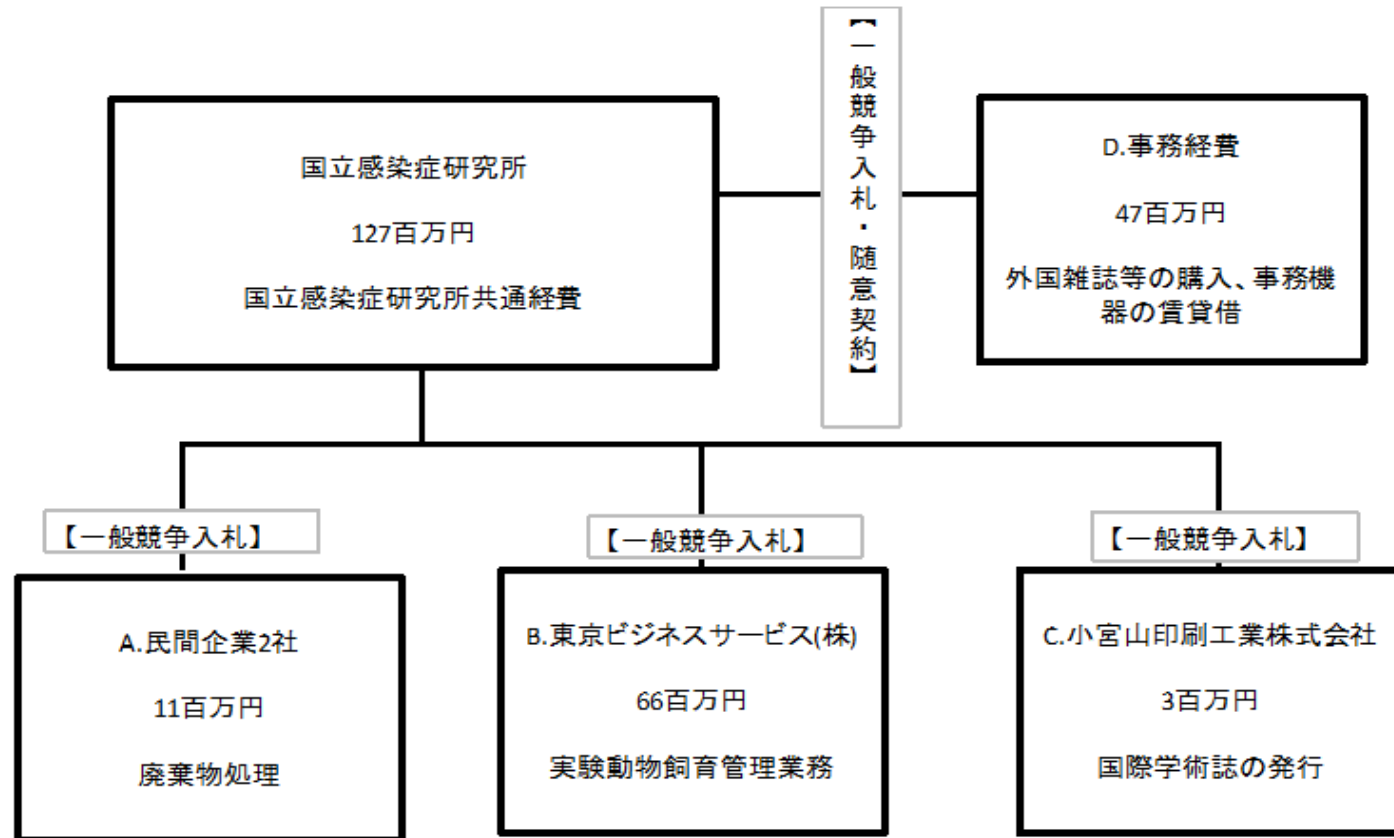 国立感染症研究所
127百万円
国立感染症研究所共通経費
【一般競争入札・随意契約】
D.事務経費
47百万円
外国雑誌等の購入、事務機
器の賃貸借
【一般競争入札】
A.民間企業2社
11百万円
廃棄物処理
【一般競争入札】
B.東京ビジネスサービス(株)
66百万円
実験動物飼育管理業務
【一般競争入札】
C.小宮山印刷工業株式会社
3百万円
国際学術誌の発行